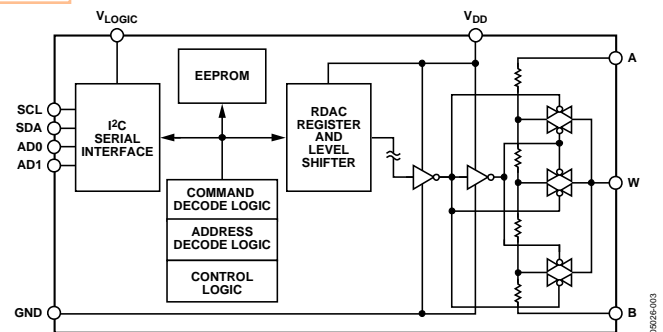 VLOGIC
VDD
A
EEPROM
SCL
SDA
AD0
AD1
I2C
SERIAL
INTERFACE
RDAC
REGISTER
AND
LEVEL
SHIFTER
W
COMMAND
DECODE LOGIC
ADDRESS
DECODE LOGIC
CONTROL
LOGIC
GND
B
05026-003